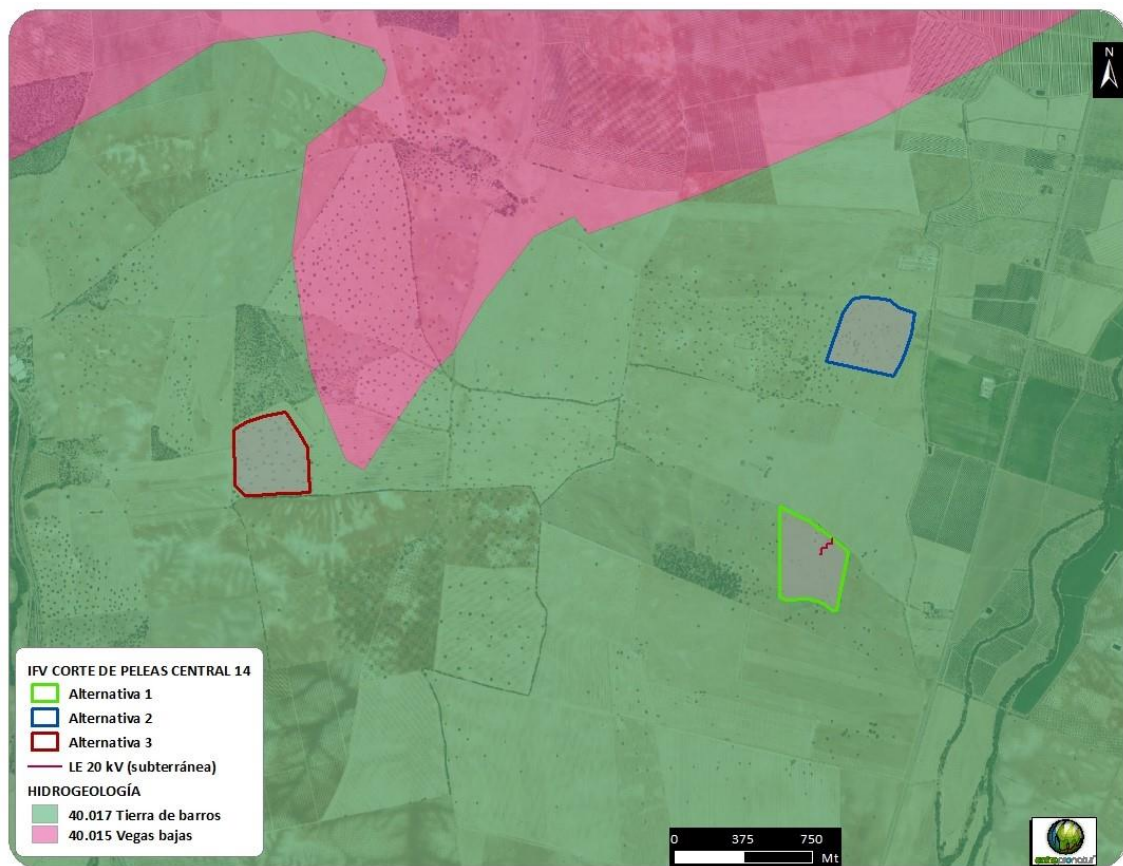 N
IFV CORTE DE PELEAS CENTRAL 14
Alternativa 1
Alternativa 2
Alternativa 3
LE 20 kV (subterránea)
HIDROGEOLOGÍA
40.017 Tierra de barros
40.015 Vegas bajas
0 375 750
Mt